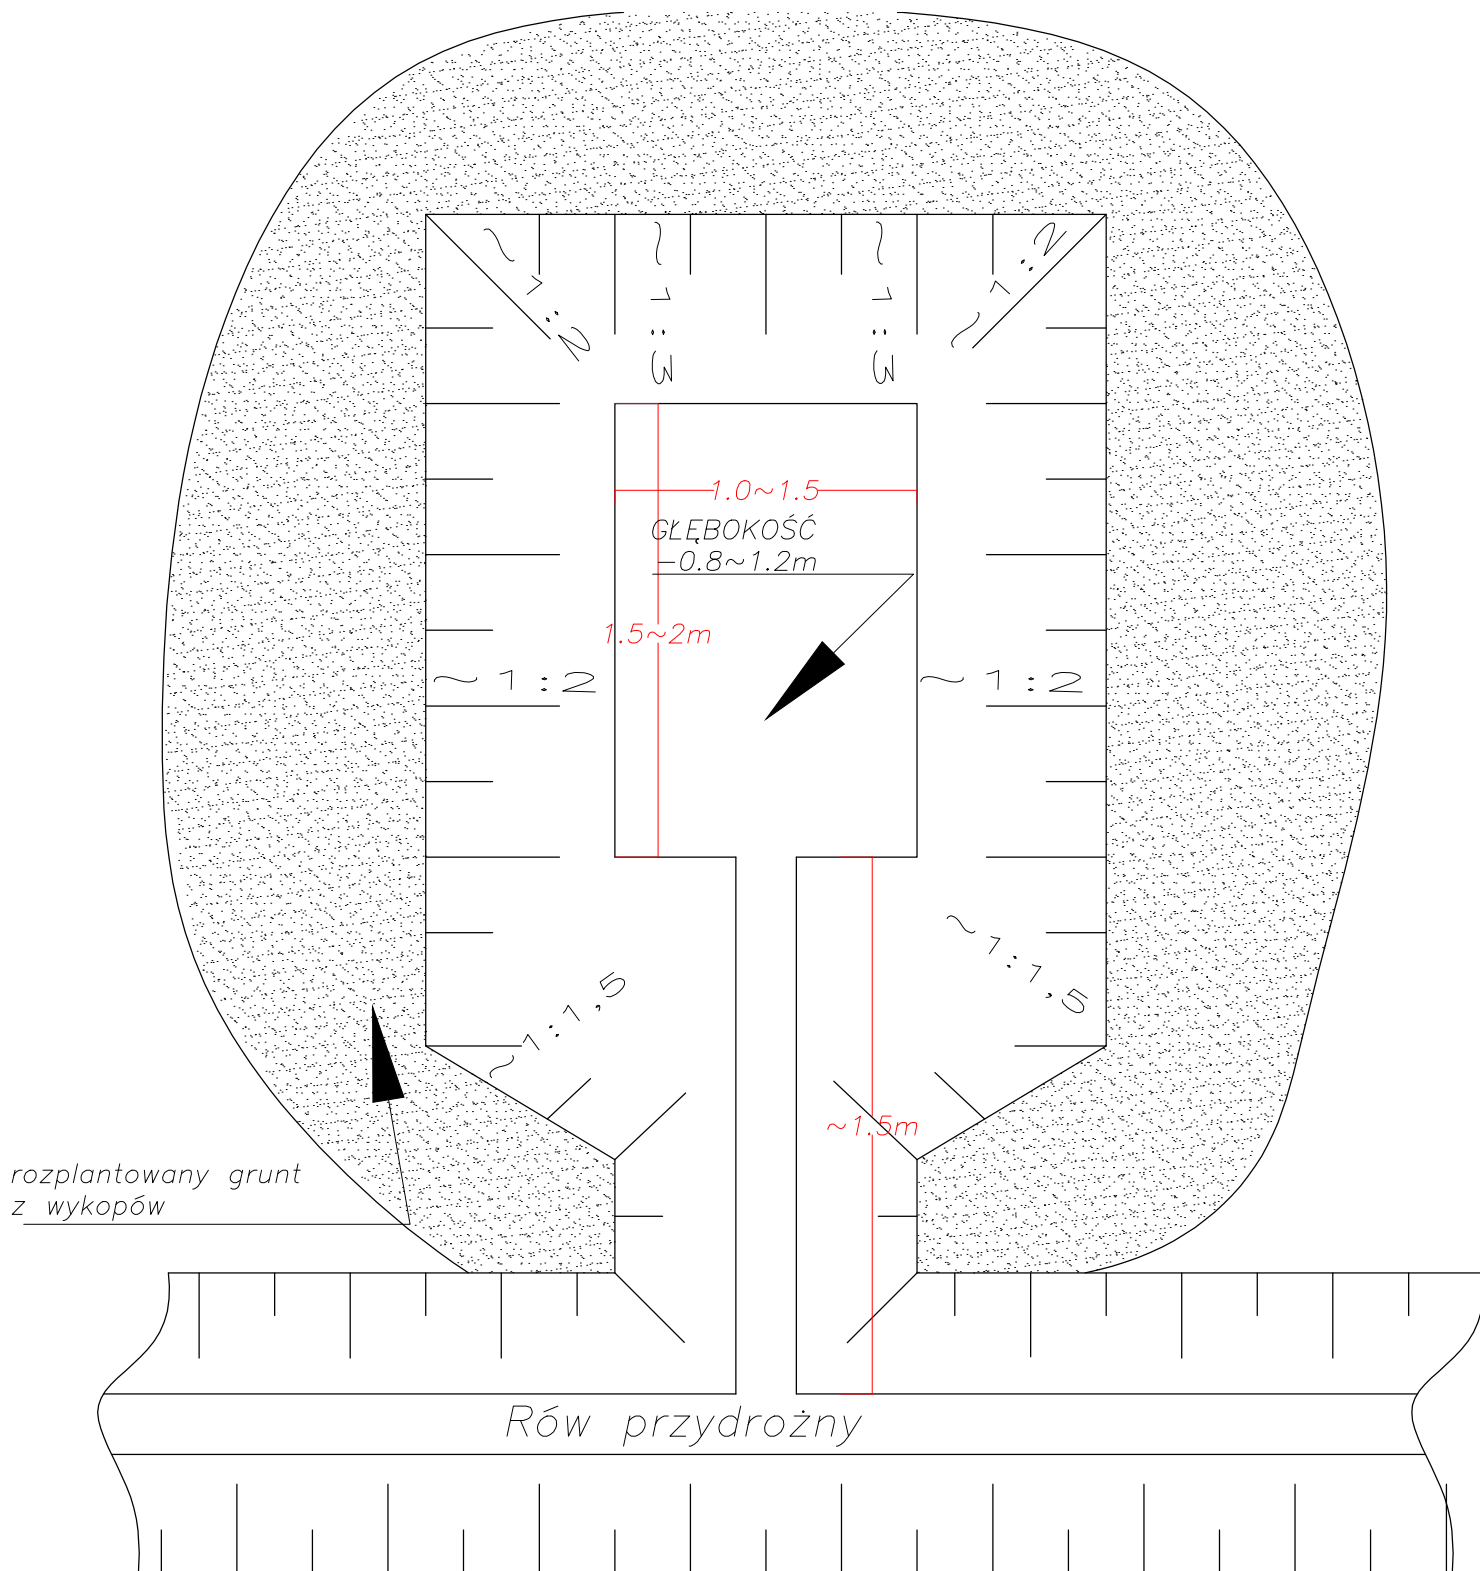 ~1:2
~1:3
~1:3
~1:2
1.0~1.5
GŁĘBOKOŚĆ
-0.8~1.2m
1.5~2m
~1:2
~1:2
~1:1,5
~1:1,5
~1.5m
rozplantowany grunt
z wykopów
Rów przydrożny